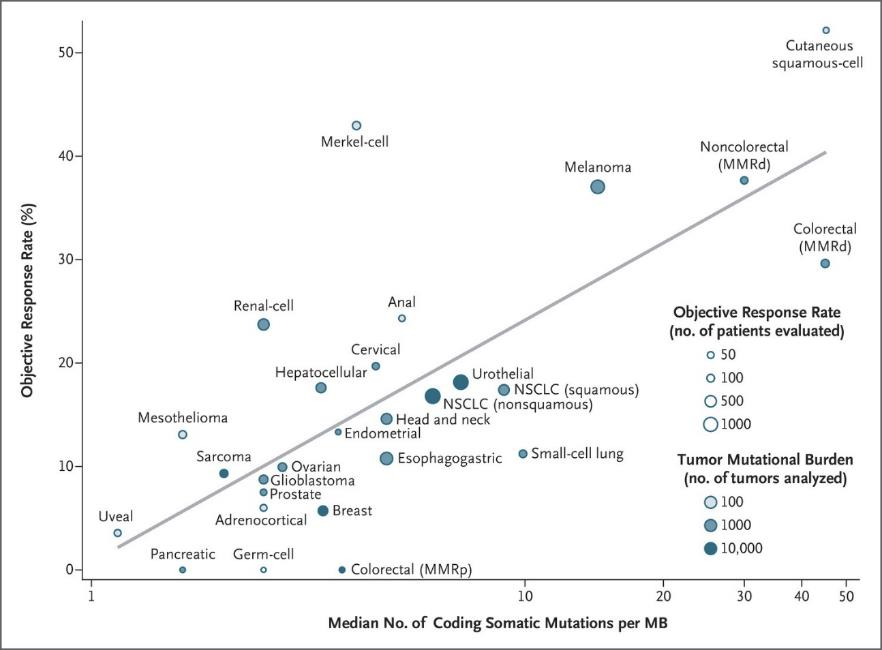 50
Cutaneous
squamous-cell
Merkel-cell
40
Noncolorectal
(MMRd)
Melanoma
Colorectal
(MMRd)
30
Objective Response Rate (%)
Renal-cell
Anal
Objective Response Rate
(no. of patients evaluated)
50
100
500
1000
20
Cervical
Hepatocellular
Urothelial
NSCLC (squamous)
NSCLC (nonsquamous)
Mesothelioma
Head and neck
Endometrial
10
Sarcoma
Ovarian
Glioblastoma
Prostate
Adrenocortical
Esophagogastric
Small-cell lung
Breast
Tumor Mutational Burden
(no. of tumors analyzed)
100
1000
10,000
Uveal
Pancreatic
Germ-cell
Colorectal (MMRp)
0
1
10
20
30
40
50
Median No. of Coding Somatic Mutations per MB